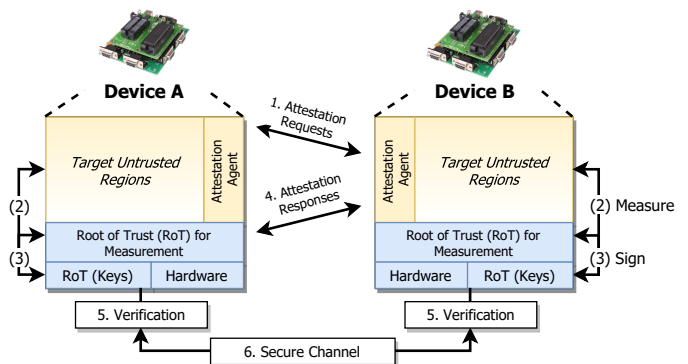 Device A
Device B
1. Attestation
Requests
Target Untrusted
Regions
Attestation
Agent
Attestation
Agent
Target Untrusted
Regions
4. Attestation
Responses
(2)
(2) Measure
Root of Trust (RoT) for
Measurement
Root of Trust (RoT) for
Measurement
(3)
(3) Sign
RoT (Keys)
Hardware
Hardware
RoT (Keys)
5. Verification
5. Verification
6. Secure Channel